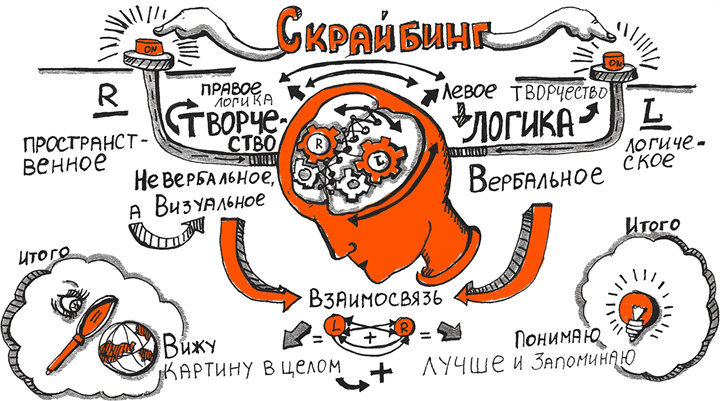 Скрайбинг
ON
ON
R
правое
логика
Творче-
ство
пространст-
венное
Невербальное,
а Визуальное
левое
творчество
Логика
L
логиче-
ское
Вербальное
R
L
итого
Итого
Взаимосвязь
= L + R =
Вижу
картину в целом
+
Понимаю
лучше и запоминаю